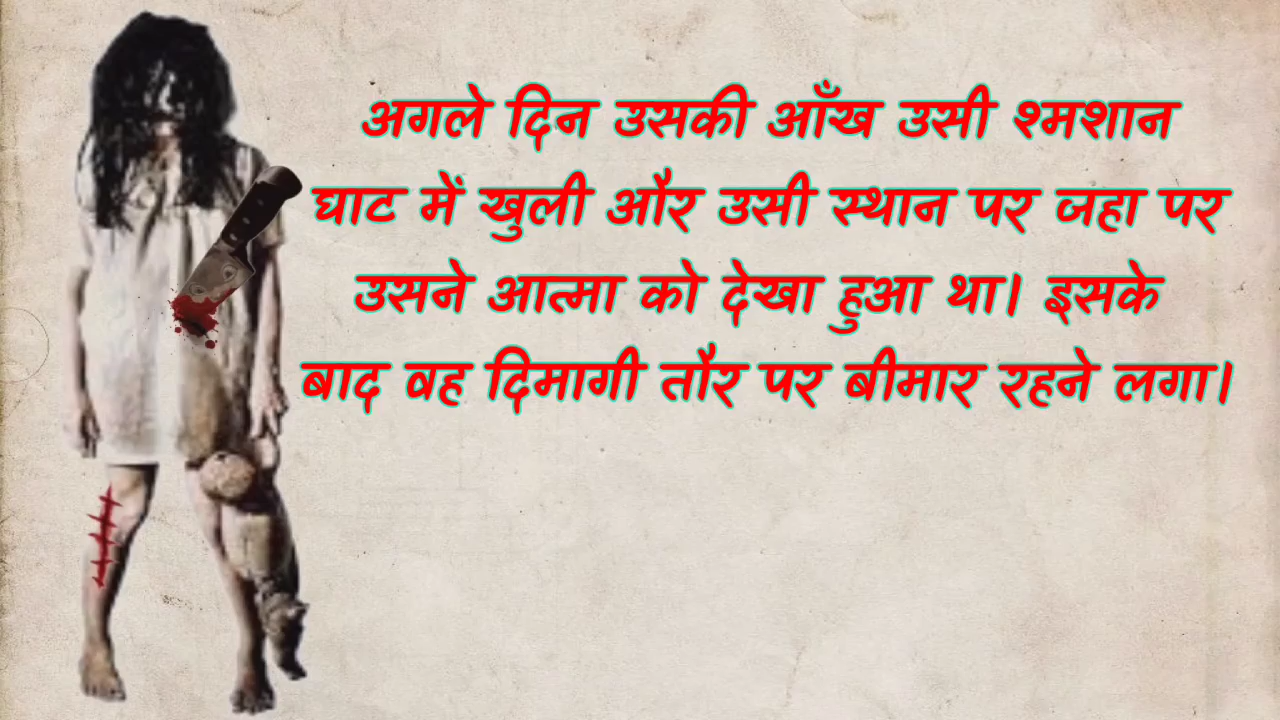 अगले दिन उसकी आँख उसी श्मशान
घाट में खुली और उसी स्थान पर जहा पर
उसने आत्मा को देखा हुआ था। इसके
बाद वह दिमागी तौर पर बीमार रहने लगा।